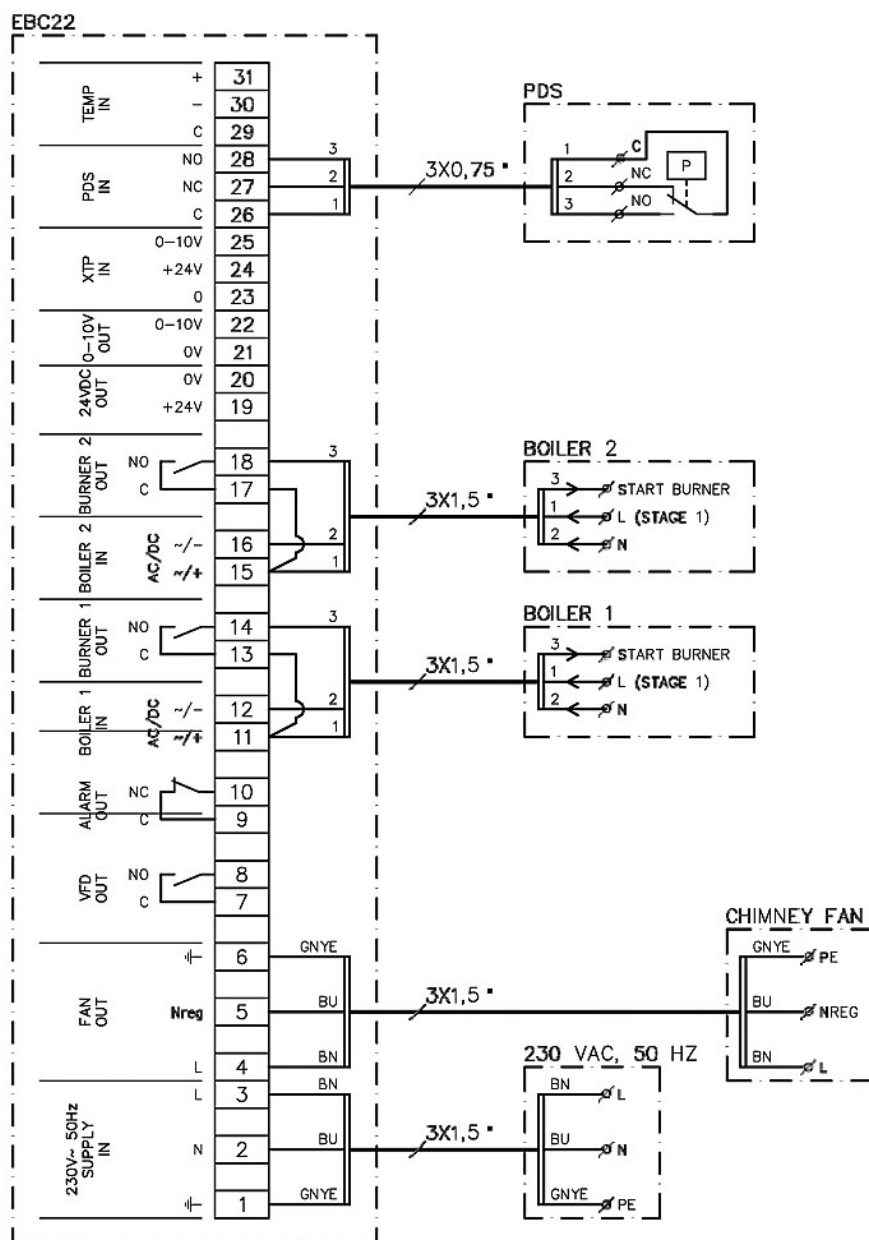 EBC22
TEMP IN
+ 31
− 30
C 29
PDS IN
NO 28 3
NC 27 2
C 26 1
3X0,75 "
PDS
1 C
2 NC
3 NO
P
XTP IN
0−10V 25
+24V 24
0 23
0−10V OUT
0−10V 22
0V 21
24VDC OUT
0V 20
+24V 19
BURNER 2 OUT
NO 18 3
C 17
BOILER 2 IN
AC/DC
~/− 16 2
~/+ 15 1
3X1,5 "
BOILER 2
3 START BURNER
1 L (STAGE 1)
2 N
BURNER 1 OUT
NO 14 3
C 13
BOILER 1 IN
AC/DC
~/− 12 2
~/+ 11 1
3X1,5 "
BOILER 1
3 START BURNER
1 L (STAGE 1)
2 N
ALARM OUT
NC 10
C 9
VFD OUT
NO 8
C 7
FAN OUT
6 GNYE
Nreg 5 BU
L 4 BN
3X1,5 "
CHIMNEY FAN
GNYE PE
BU NREG
BN L
230V~ 50Hz SUPPLY IN
L 3 BN
N 2 BU
1 GNYE
3X1,5 "
230 VAC, 50 HZ
BN L
BU N
GNYE PE